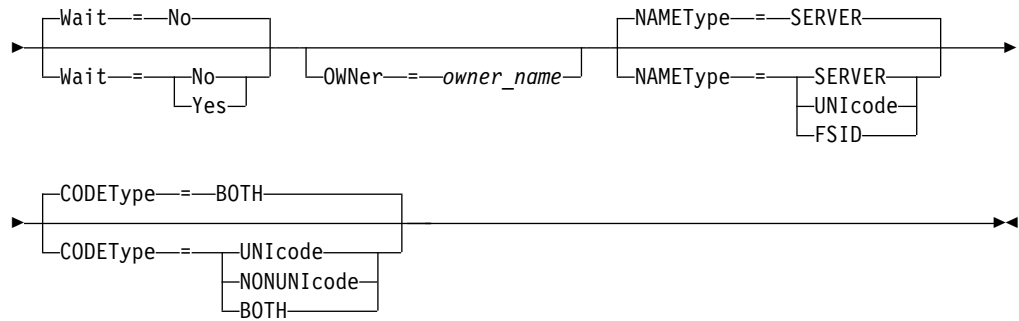 Wait = No NAMEType = SERVER
Wait = No OWNer = owner_name NAMEType = SERVER
Yes UNIcode
FSID
CODEType = BOTH
CODEType = UNIcode
NONUNIcode
BOTH